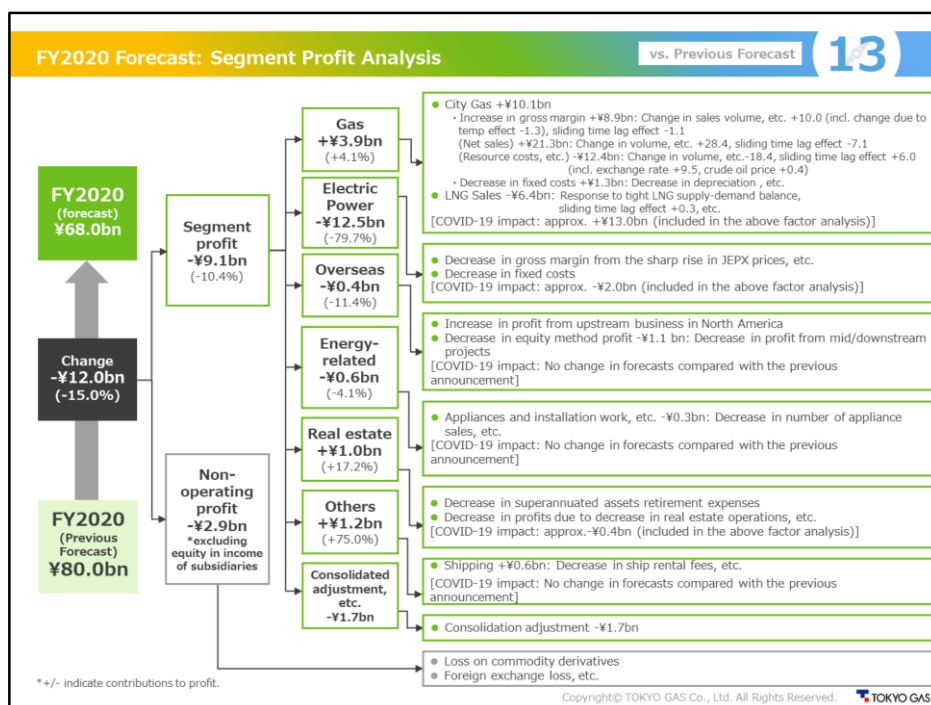 FY2020 Forecast: Segment Profit Analysis
vs. Previous Forecast
13
FY2020
(forecast)
¥68.0bn
Change
-¥12.0bn
(-15.0%)
FY2020
(Previous
Forecast)
¥80.0bn
Segment
profit
-¥9.1bn
(-10.4%)
Non-
operating
profit
-¥2.9bn
*excluding
equity in income
of subsidiaries
Gas
+¥3.9bn
(+4.1%)
Electric
Power
-¥12.5bn
(-79.7%)
Overseas
-¥0.4bn
(-11.4%)
Energy-
related
-¥0.6bn
(-4.1%)
Real estate
+¥1.0bn
(+17.2%)
Others
+¥1.2bn
(+75.0%)
Consolidated
adjustment,
etc.
-¥1.7bn
● City Gas +¥10.1bn
・Increase in gross margin +¥8.9bn: Change in sales volume, etc. +10.0 (incl. change due to
temp effect -1.3), sliding time lag effect -1.1
(Net sales) +¥21.3bn: Change in volume, etc. +28.4, sliding time lag effect -7.1
(Resource costs, etc.) -¥12.4bn: Change in volume, etc.-18.4, sliding time lag effect +6.0
(incl. exchange rate +9.5, crude oil price +0.4)
・Decrease in fixed costs +¥1.3bn: Decrease in depreciation , etc.
● LNG Sales -¥6.4bn: Response to tight LNG supply-demand balance,
sliding time lag effect +0.3, etc.
[COVID-19 impact: approx. +¥13.0bn (included in the above factor analysis)]
● Decrease in gross margin from the sharp rise in JEPX prices, etc.
● Decrease in fixed costs
[COVID-19 impact: approx. -¥2.0bn (included in the above factor analysis)]
● Increase in profit from upstream business in North America
● Decrease in equity method profit -¥1.1 bn: Decrease in profit from mid/downstream
projects
[COVID-19 impact: No change in forecasts compared with the previous
announcement]
● Appliances and installation work, etc. -¥0.3bn: Decrease in number of appliance
sales, etc.
[COVID-19 impact: No change in forecasts compared with the previous
announcement]
● Decrease in superannuated assets retirement expenses
● Decrease in profits due to decrease in real estate operations, etc.
[COVID-19 impact: approx.-¥0.4bn (included in the above factor analysis)]
● Shipping +¥0.6bn: Decrease in ship rental fees, etc.
[COVID-19 impact: No change in forecasts compared with the previous
announcement]
● Consolidation adjustment -¥1.7bn
● Loss on commodity derivatives
● Foreign exchange loss, etc.
*+/- indicate contributions to profit.
Copyright© TOKYO GAS Co., Ltd. All Rights Reserved.
TOKYO GAS